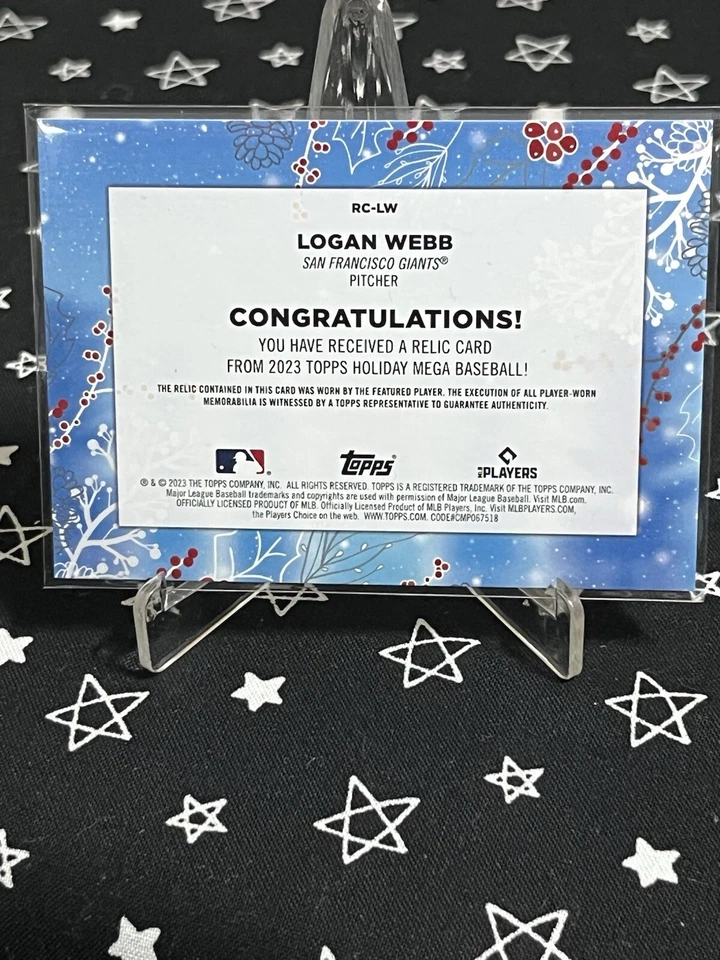 RC-LW
LOGAN WEBB
SAN FRANCISCO GIANTS®
PITCHER
CONGRATULATIONS!
YOU HAVE RECEIVED A RELIC CARD
FROM 2023 TOPPS HOLIDAY MEGA BASEBALL!
THE RELIC CONTAINED IN THIS CARD WAS WORN BY THE FEATURED PLAYER. THE EXECUTION OF ALL PLAYER-WORN
MEMORABILIA IS WITNESSED BY A TOPPS REPRESENTATIVE TO GUARANTEE AUTHENTICITY.
topps®
MLB PLAYERS
® & © 2023 THE TOPPS COMPANY, INC. ALL RIGHTS RESERVED. TOPPS IS A REGISTERED TRADEMARK OF THE TOPPS COMPANY, INC.
Major League Baseball trademarks and copyrights are used with permission of Major League Baseball. Visit MLB.com.
OFFICIALLY LICENSED PRODUCT OF MLB. Officially Licensed Product of MLB Players, Inc. Visit MLBPLAYERS.COM,
the Players Choice on the web. WWW.TOPPS.COM. CODE#CMP067518